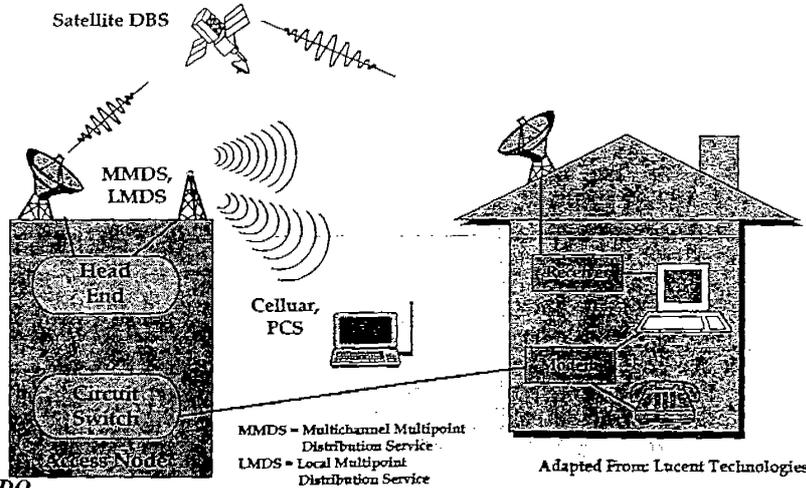 Satellite DBS
MMDS,
LMDS
Head
End
Celluar,
PCS
Receiver
Modem
Circuit
Switch
Access Node
MMDS = Multichannel Multipoint
Distribution Service
LMDS = Local Multipoint
Distribution Service
Adapted From: Lucent Technologies